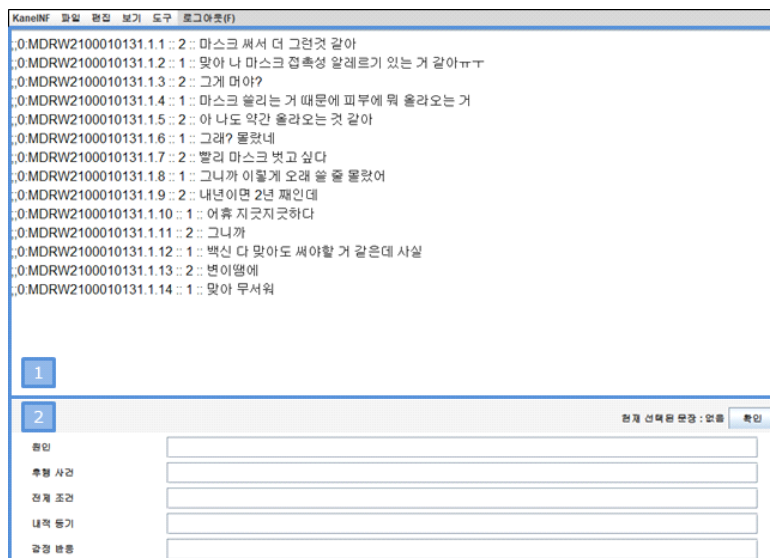 KaneINF 파일 편집 보기 도구 로그아웃(F)
;;0:MDRW2100010131.1.1 :: 2 :: 마스크 써서 더 그런것 같아
;;0:MDRW2100010131.1.2 :: 1 :: 맞아 나 마스크 접촉성 알레르기 있는 거 같아ㅠㅜ
;;0:MDRW2100010131.1.3 :: 2 :: 그게 머야?
;;0:MDRW2100010131.1.4 :: 1 :: 마스크 쓸리는 거 때문에 피부에 뭐 올라오는 거
;;0:MDRW2100010131.1.5 :: 2 :: 아 나도 약간 올라오는 것 같아
;;0:MDRW2100010131.1.6 :: 1 :: 그래? 몰랐네
;;0:MDRW2100010131.1.7 :: 2 :: 빨리 마스크 벗고 싶다
;;0:MDRW2100010131.1.8 :: 1 :: 그니까 이렇게 오래 쓸 줄 몰랐어
;;0:MDRW2100010131.1.9 :: 2 :: 내년이면 2년 째인데
;;0:MDRW2100010131.1.10 :: 1 :: 어휴 지긋지긋하다
;;0:MDRW2100010131.1.11 :: 2 :: 그니까
;;0:MDRW2100010131.1.12 :: 1 :: 백신 다 맞아도 써야할 거 같은데 사실
;;0:MDRW2100010131.1.13 :: 2 :: 변이땜에
;;0:MDRW2100010131.1.14 :: 1 :: 맞아 무서워
1
2
현재 선택된 문장 : 없음 확인
원인
후행 사건
전제 조건
내적 동기
감정 반응